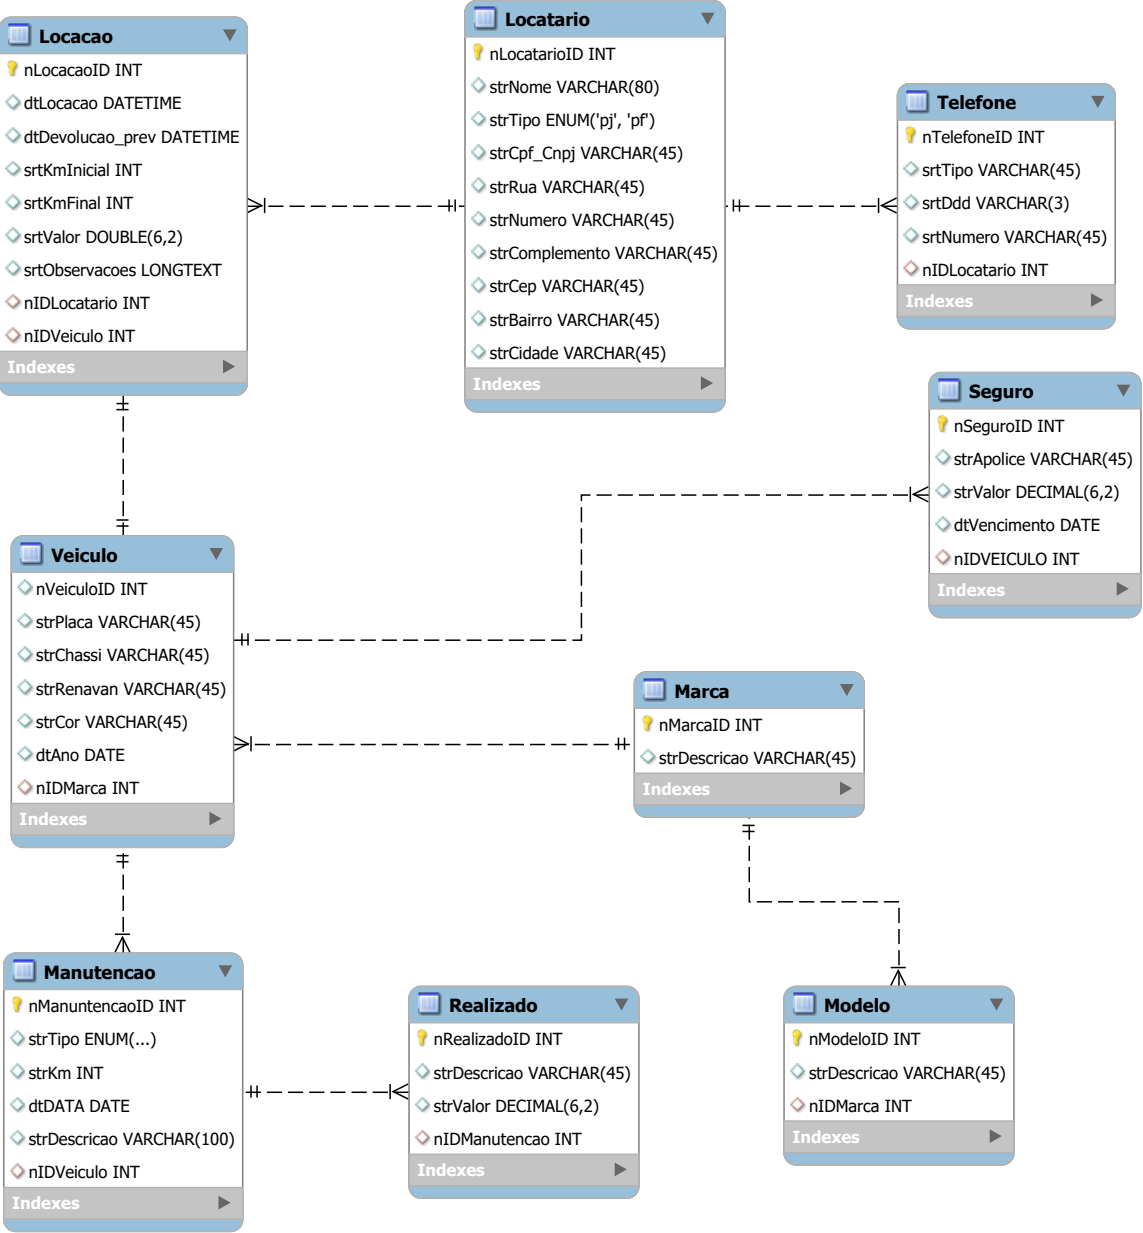 Locacao
nLocacaoID INT
dtLocacao DATETIME
dtDevolucao_prev DATETIME
srtKmInicial INT
srtKmFinal INT
srtValor DOUBLE(6,2)
srtObservacoes LONGTEXT
nIDLocatario INT
nIDVeiculo INT
Indexes
Locatario
nLocatarioID INT
strNome VARCHAR(80)
strTipo ENUM('pj', 'pf')
strCpf_Cnpj VARCHAR(45)
strRua VARCHAR(45)
strNumero VARCHAR(45)
strComplemento VARCHAR(45)
strCep VARCHAR(45)
strBairro VARCHAR(45)
strCidade VARCHAR(45)
Indexes
Telefone
nTelefoneID INT
srtTipo VARCHAR(45)
srtDdd VARCHAR(3)
srtNumero VARCHAR(45)
nIDLocatario INT
Indexes
Seguro
nSeguroID INT
strApolice VARCHAR(45)
strValor DECIMAL(6,2)
dtVencimento DATE
nIDVEICULO INT
Indexes
Veiculo
nVeiculoID INT
strPlaca VARCHAR(45)
strChassi VARCHAR(45)
strRenavan VARCHAR(45)
strCor VARCHAR(45)
dtAno DATE
nIDMarca INT
Indexes
Marca
nMarcaID INT
strDescricao VARCHAR(45)
Indexes
Manutencao
nManuntencaoID INT
strTipo ENUM(...)
strKm INT
dtDATA DATE
strDescricao VARCHAR(100)
nIDVeiculo INT
Indexes
Realizado
nRealizadoID INT
strDescricao VARCHAR(45)
strValor DECIMAL(6,2)
nIDManutencao INT
Indexes
Modelo
nModeloID INT
strDescricao VARCHAR(45)
nIDMarca INT
Indexes